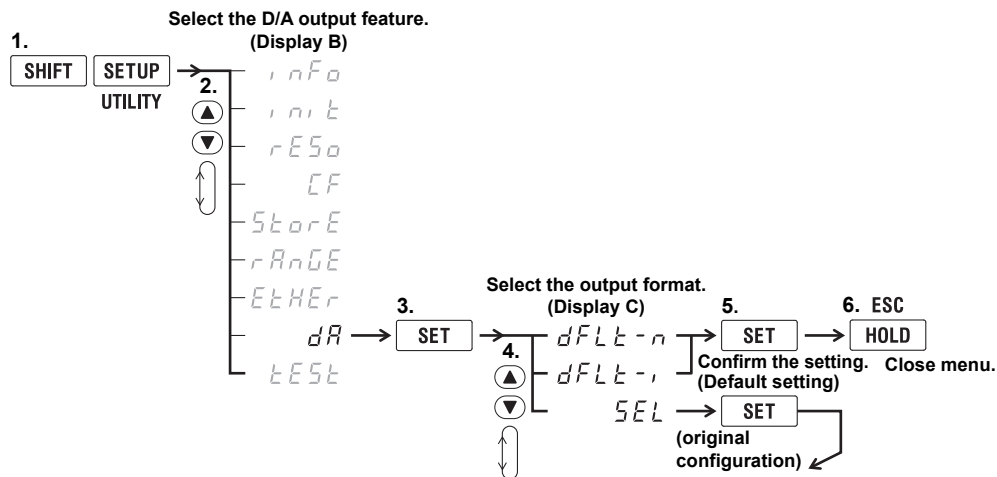 Select the D/A output feature.
(Display B)
1.
SHIFT SETUP
UTILITY
2.
inFo
init
rESo
CF
StorE
rAnGE
EtHEr
dA
tESt
3.
SET
Select the output format.
(Display C)
4.
dFLt-n
dFLt-i
SEL
5.
SET
Confirm the setting.
(Default setting)
6. ESC
HOLD
Close menu.
SET
(original
configuration)